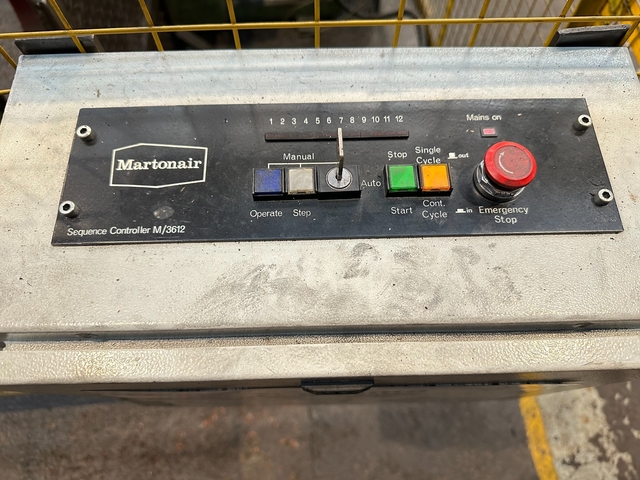 1 2 3 4 5 6 7 8 9 10 11 12
Mains on
Martonair
Manual
Auto
Operate
Step
Stop
Start
Single
Cycle
Cont.
Cycle
out
in
Emergency
Stop
Sequence Controller M/3612